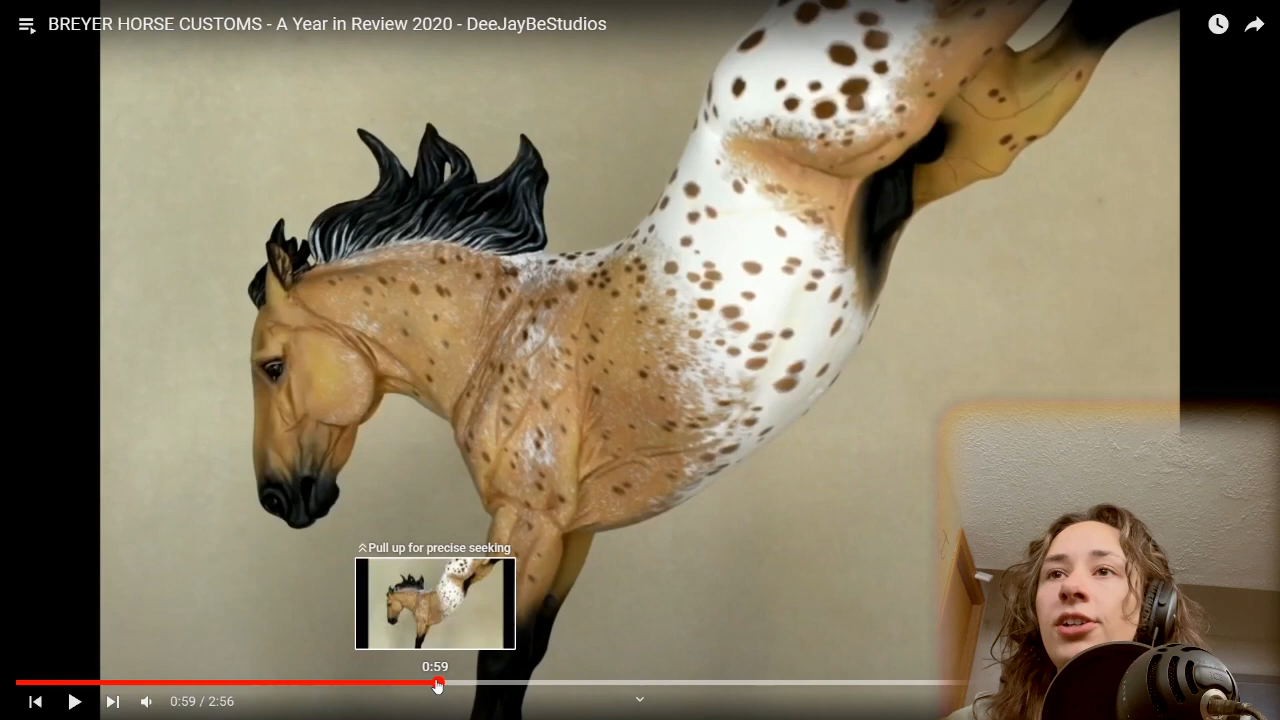 BREYER HORSE CUSTOMS - A Year in Review 2020 - DeeJayBeStudios
Pull up for precise seeking
0:59
0:59 / 2:56